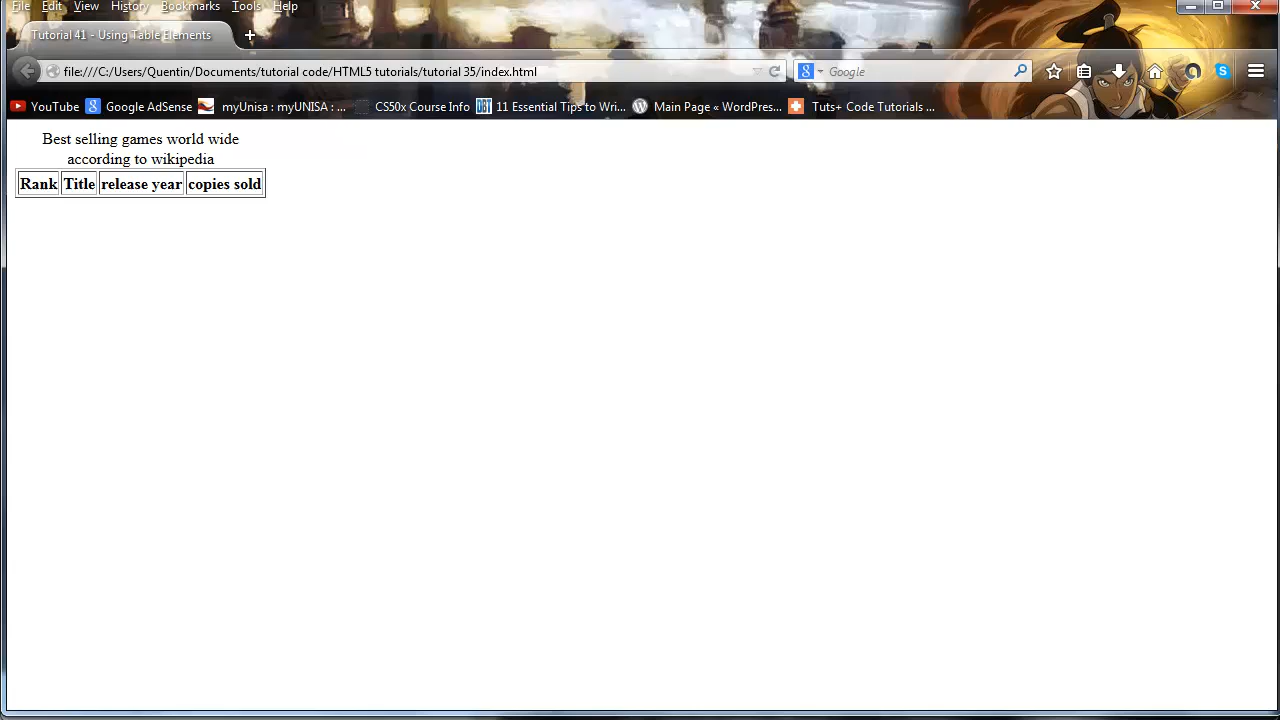 File Edit View History Bookmarks Tools Help
Tutorial 41 - Using Table Elements +
file:///G:/Users/Quentin/Documents/tutorial code/HTML5 tutorials/tutorial 35/index.html
Google
YouTube Google AdSense myUnisa : myUNISA : ... CS50x Course Info DBT 11 Essential Tips to Wri... Main Page « WordPres... Tuts+ Code Tutorials ...
Best selling games world wide
according to wikipedia
Rank Title release year copies sold